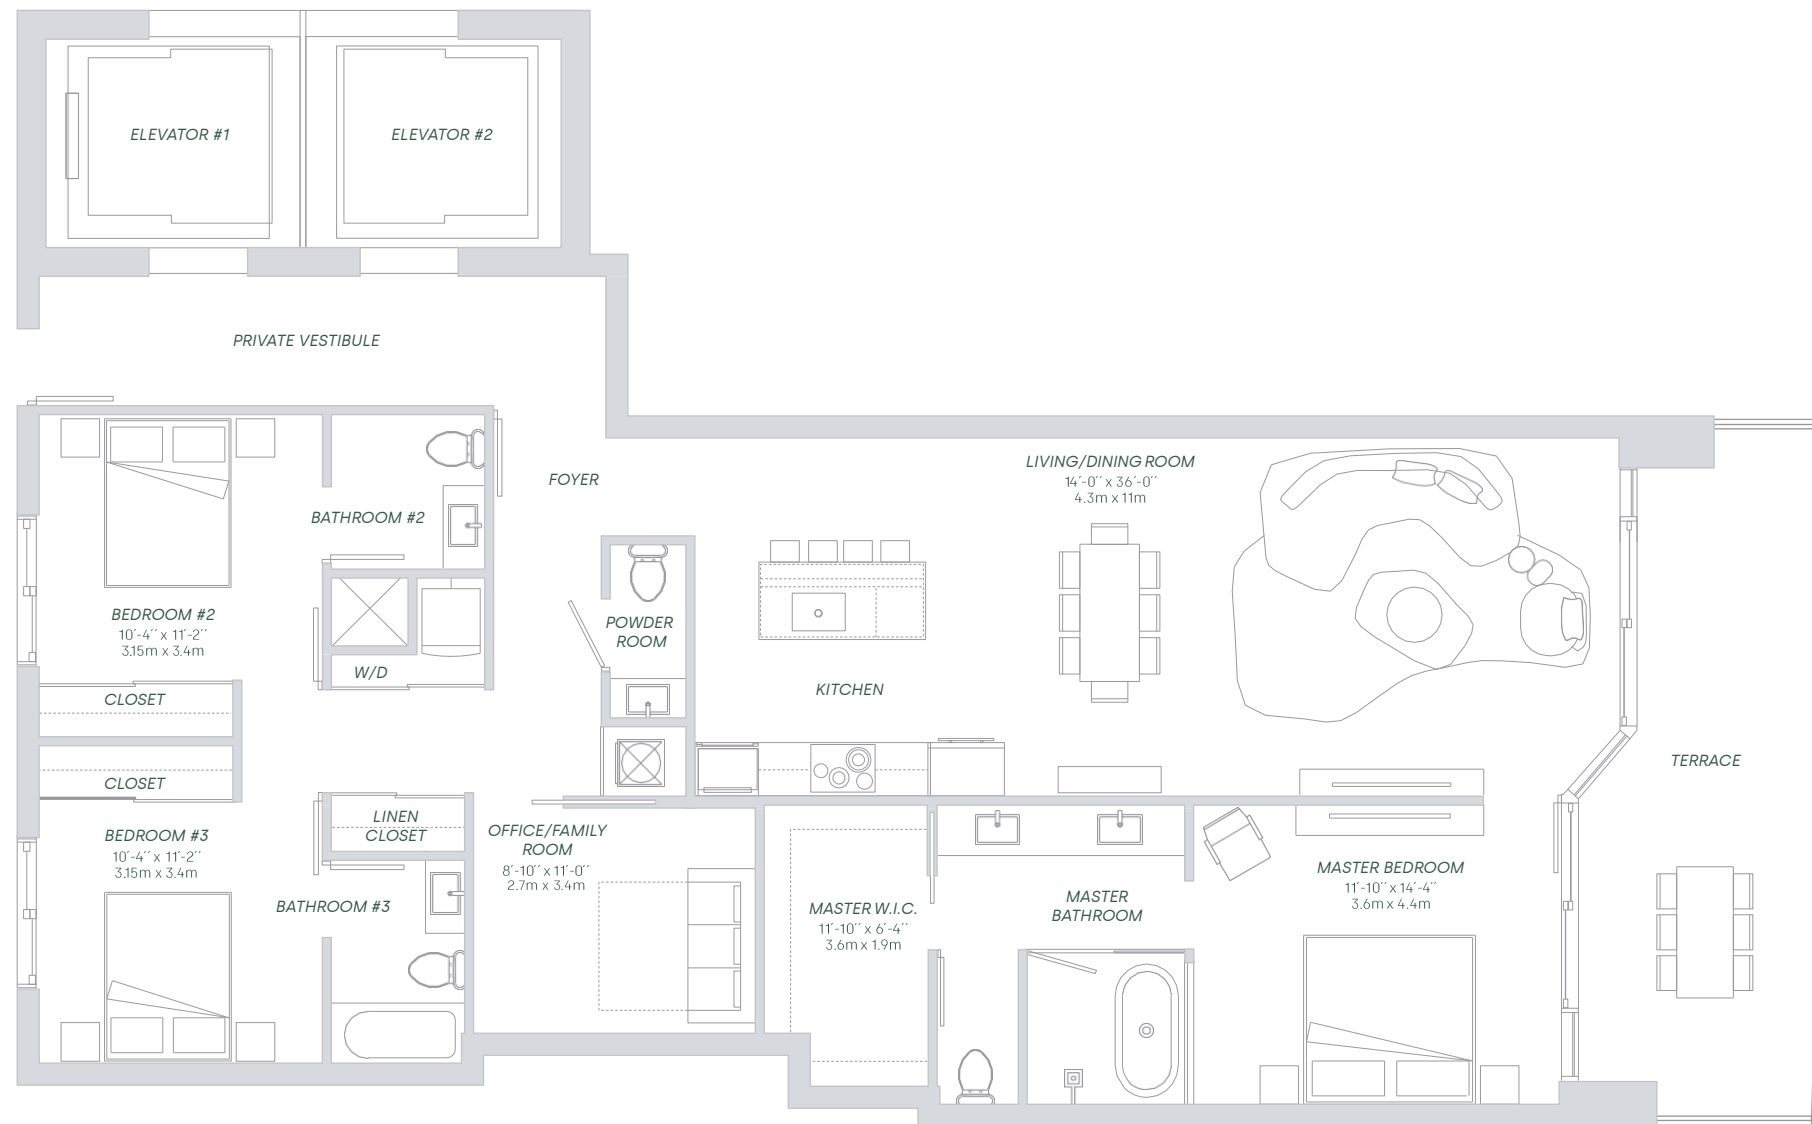 ELEVATOR #1
ELEVATOR #2
PRIVATE VESTIBULE
FOYER
LIVING/DINING ROOM
14´-0´´ x 36´-0´´
4.3m x 11m
BATHROOM #2
BEDROOM #2
10´-4´´ x 11´-2´´
3.15m x 3.4m
POWDER
ROOM
W/D
KITCHEN
CLOSET
TERRACE
CLOSET
LINEN
CLOSET
BEDROOM #3
10´-4´´ x 11´-2´´
3.15m x 3.4m
OFFICE/FAMILY
ROOM
8´-10´´ x 11´-0´´
2.7m x 3.4m
BATHROOM #3
MASTER W.I.C.
11´-10´´ x 6´-4´´
3.6m x 1.9m
MASTER
BATHROOM
MASTER BEDROOM
11´-10´´ x 14´-4´´
3.6m x 4.4m